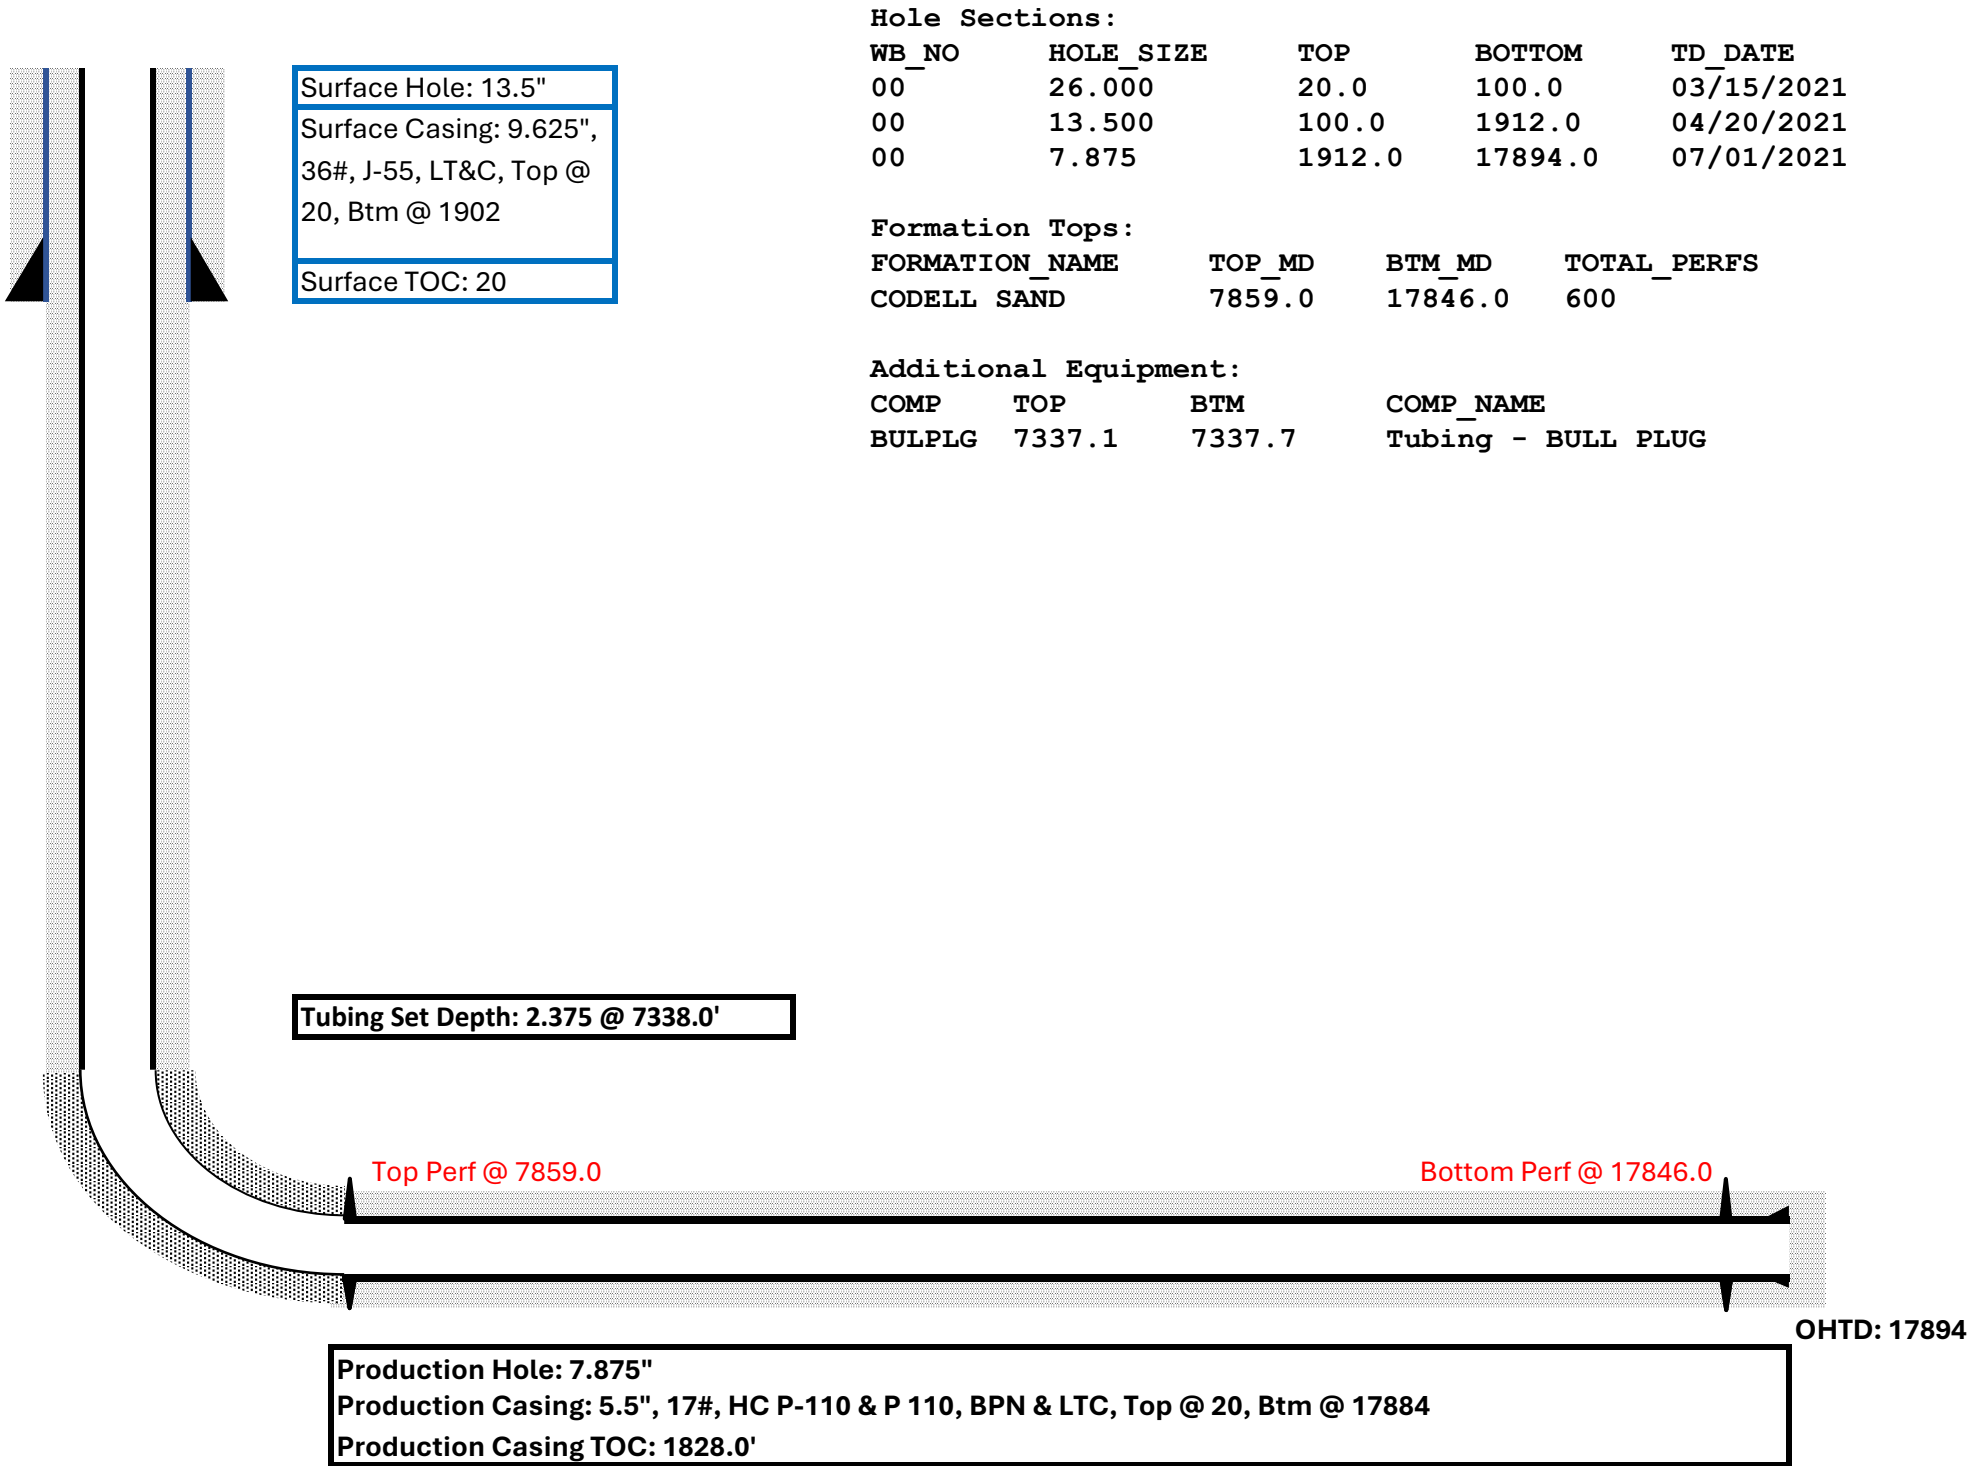 Hole Sections:
WB_NO HOLE_SIZE TOP BOTTOM TD_DATE
00 26.000 20.0 100.0 03/15/2021
00 13.500 100.0 1912.0 04/20/2021
00 7.875 1912.0 17894.0 07/01/2021
Formation Tops:
FORMATION_NAME TOP_MD BTM_MD TOTAL_PERFS
CODELL SAND 7859.0 17846.0 600
Additional Equipment:
COMP TOP BTM COMP_NAME
BULPLG 7337.1 7337.7 Tubing - BULL PLUG
Surface Hole: 13.5"
Surface Casing: 9.625",
36#, J-55, LT&C, Top @
20, Btm @ 1902
Surface TOC: 20
Tubing Set Depth: 2.375 @ 7338.0'
Top Perf @ 7859.0
Bottom Perf @ 17846.0
OHTD: 17894
Production Hole: 7.875"
Production Casing: 5.5", 17#, HC P-110 & P 110, BPN & LTC, Top @ 20, Btm @ 17884
Production Casing TOC: 1828.0'